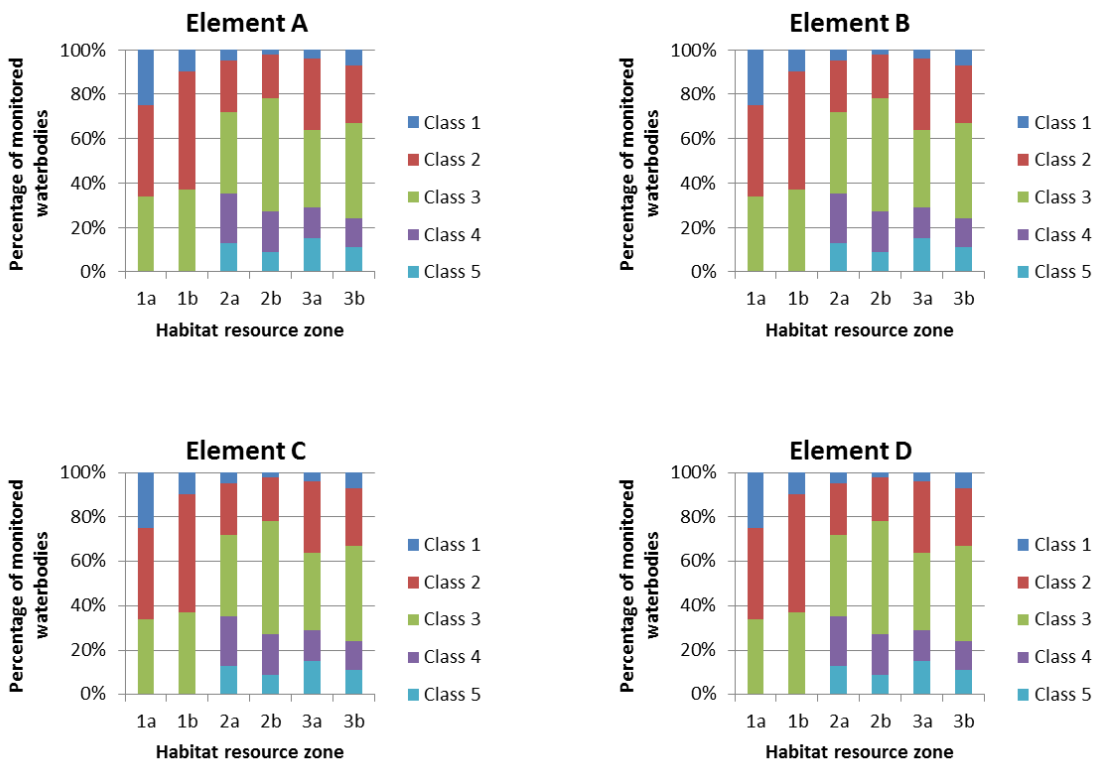 Element A
Percentage of monitored
waterbodies
100%
80%
60%
40%
20%
0%
1a 1b 2a 2b 3a 3b
Habitat resource zone
Class 1
Class 2
Class 3
Class 4
Class 5
Element B
Percentage of monitored
waterbodies
100%
80%
60%
40%
20%
0%
1a 1b 2a 2b 3a 3b
Habitat resource zone
Class 1
Class 2
Class 3
Class 4
Class 5
Element C
Percentage of monitored
waterbodies
100%
80%
60%
40%
20%
0%
1a 1b 2a 2b 3a 3b
Habitat resource zone
Class 1
Class 2
Class 3
Class 4
Class 5
Element D
Percentage of monitored
waterbodies
100%
80%
60%
40%
20%
0%
1a 1b 2a 2b 3a 3b
Habitat resource zone
Class 1
Class 2
Class 3
Class 4
Class 5